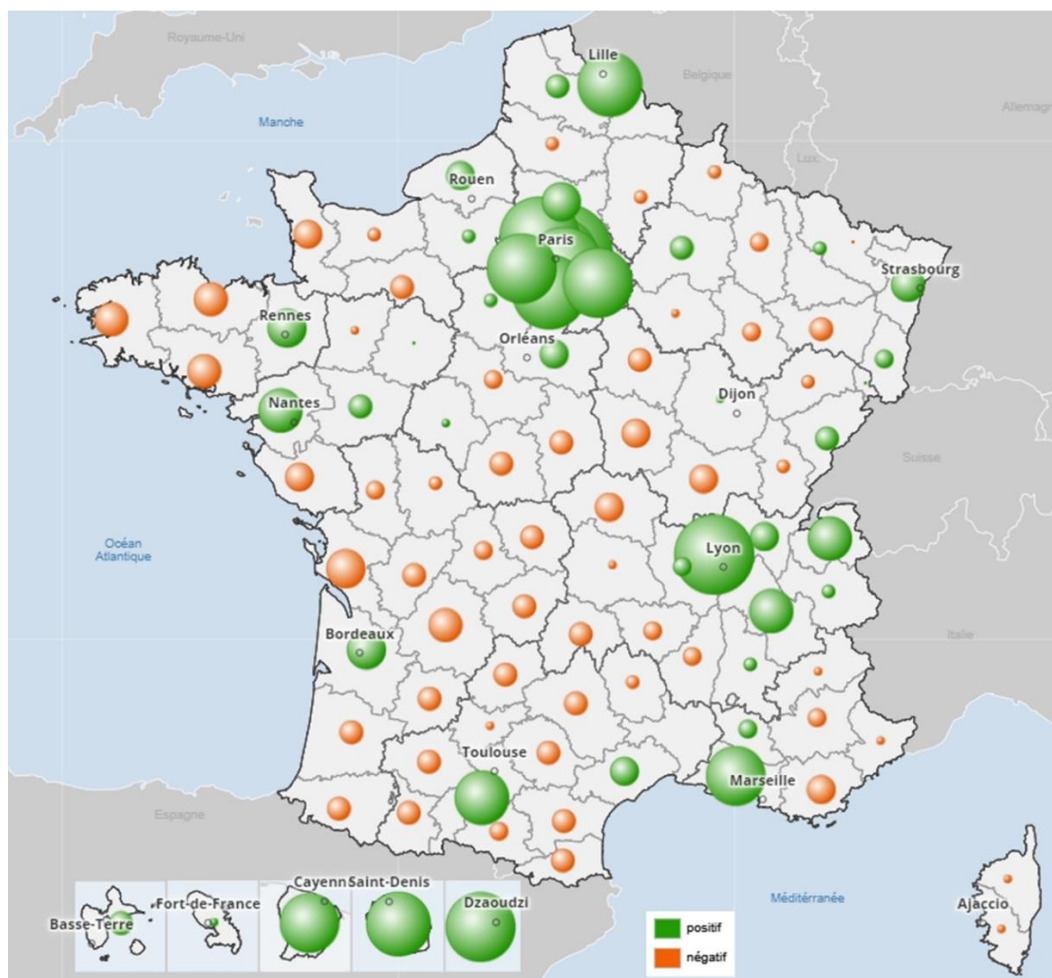 Royaume-Uni
Lille
Belgique
Allemagn
Manche
Lux.
Rouen
Paris
Strasbourg
Rennes
Orléans
Dijon
Nantes
Suisse
Océan
Atlantique
Lyon
Bordeaux
Italie
Toulouse
Marseille
Espagne
Cayenn
Saint-Denis
Fort-de-France
Dzaoudzi
Basse-Terre
Méditérranée
Ajaccio
positif
négatif